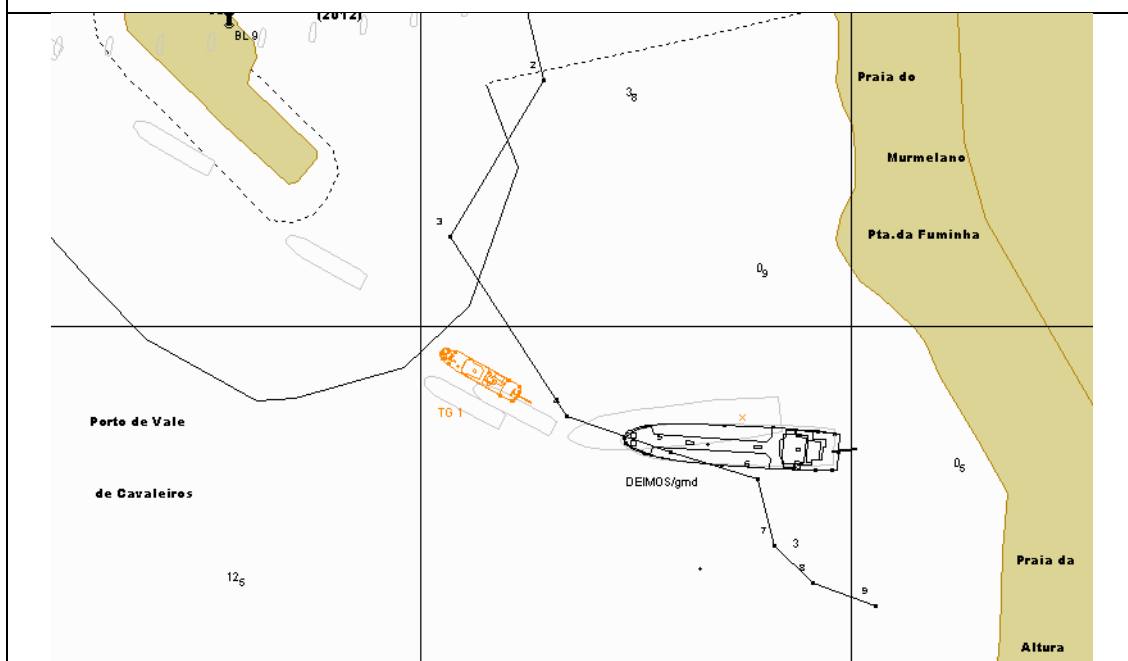 (2012)
BL 9
2
3₈
Praia do
Murmelano
3
Pta.da Fuminha
0₉
TG 1
4
Porto de Vale
5
6
0₅
DEIMOS/gmd
de Cavaleiros
7
3
8
9
12₅
Praia da
Altura